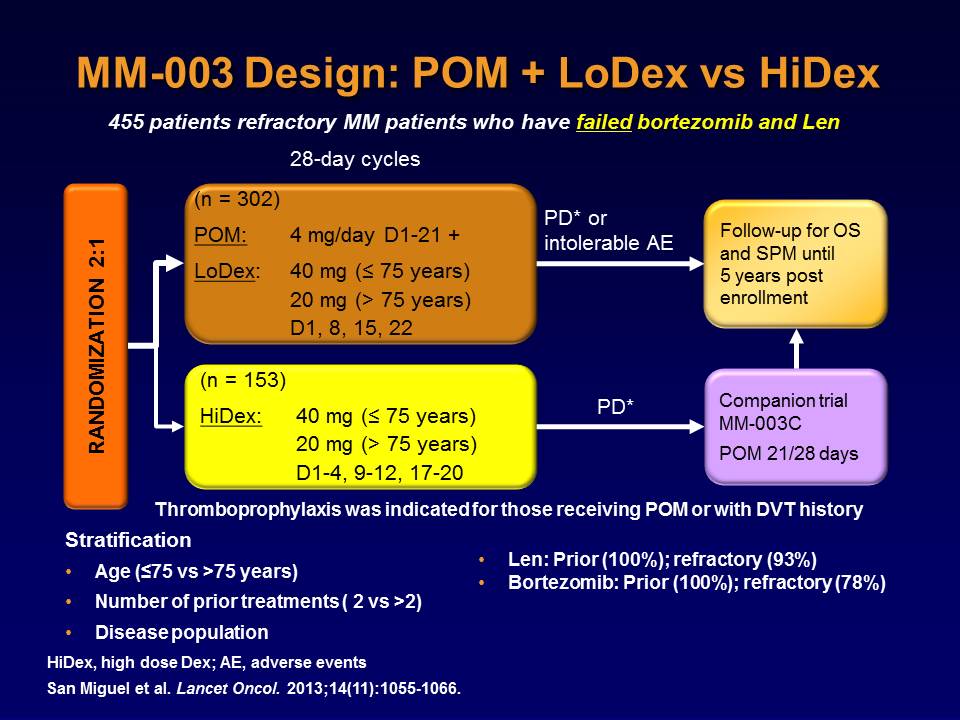 MM-003 Design: POM + LoDex vs HiDex
455 patients refractory MM patients who have failed bortezomib and Len
28-day cycles
RANDOMIZATION 2:1
(n = 302)
POM: 4 mg/day D1-21 +
LoDex: 40 mg (≤ 75 years)
20 mg (> 75 years)
D1, 8, 15, 22
PD* or
intolerable AE
Follow-up for OS
and SPM until
5 years post
enrollment
(n = 153)
HiDex: 40 mg (≤ 75 years)
20 mg (> 75 years)
D1-4, 9-12, 17-20
PD*
Companion trial
MM-003C
POM 21/28 days
Thromboprophylaxis was indicated for those receiving POM or with DVT history
Stratification
• Age (≤75 vs >75 years)
• Number of prior treatments ( 2 vs >2)
• Disease population
• Len: Prior (100%); refractory (93%)
• Bortezomib: Prior (100%); refractory (78%)
HiDex, high dose Dex; AE, adverse events
San Miguel et al. Lancet Oncol. 2013;14(11):1055-1066.